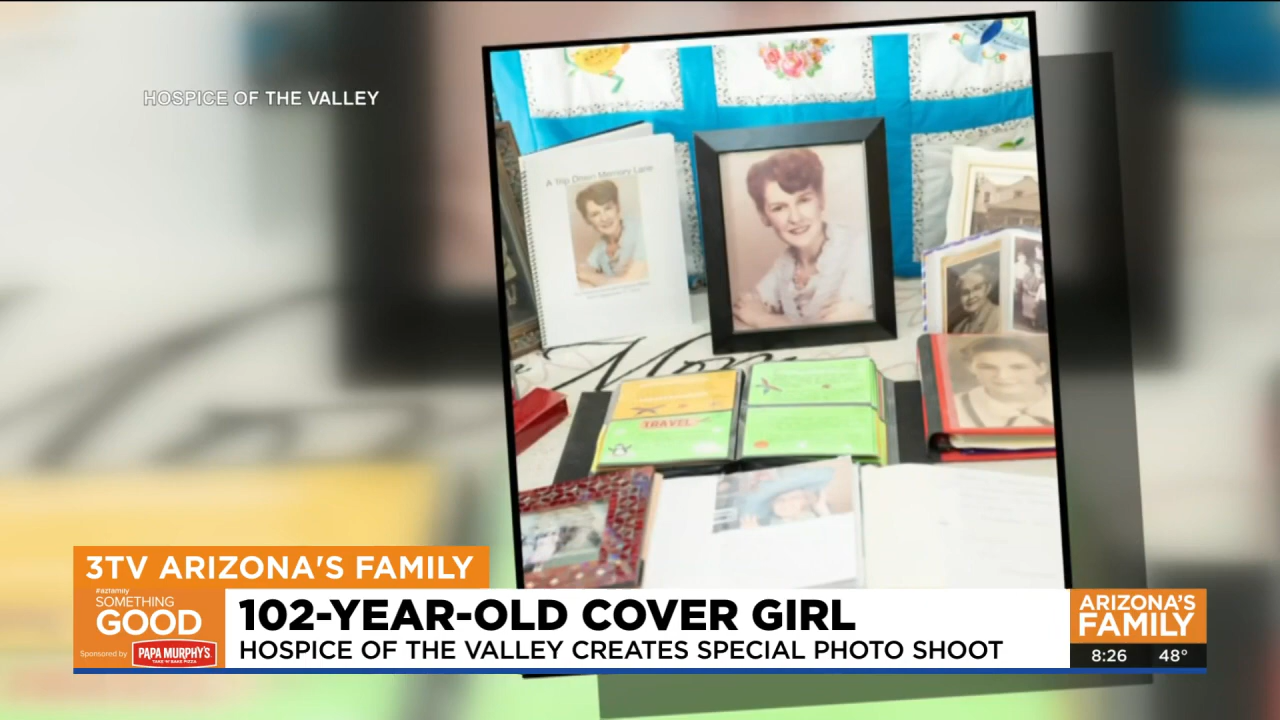 HOSPICE OF THE VALLEY
A Trip Down Memory Lane
TRAVEL
3TV ARIZONA'S FAMILY
#azfamily
SOMETHING
GOOD
Sponsored by
PAPA MURPHY'S
TAKE 'N' BAKE PIZZA
102-YEAR-OLD COVER GIRL
HOSPICE OF THE VALLEY CREATES SPECIAL PHOTO SHOOT
ARIZONA'S
FAMILY
8:26 48°